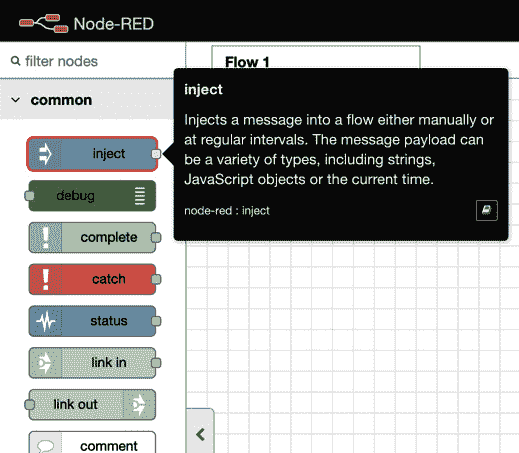 Node-RED
filter nodes
Flow 1
common
inject
Injects a message into a flow either manually or
at regular intervals. The message payload can
be a variety of types, including strings,
JavaScript objects or the current time.
node-red : inject
inject
debug
complete
catch
status
link in
link out
comment